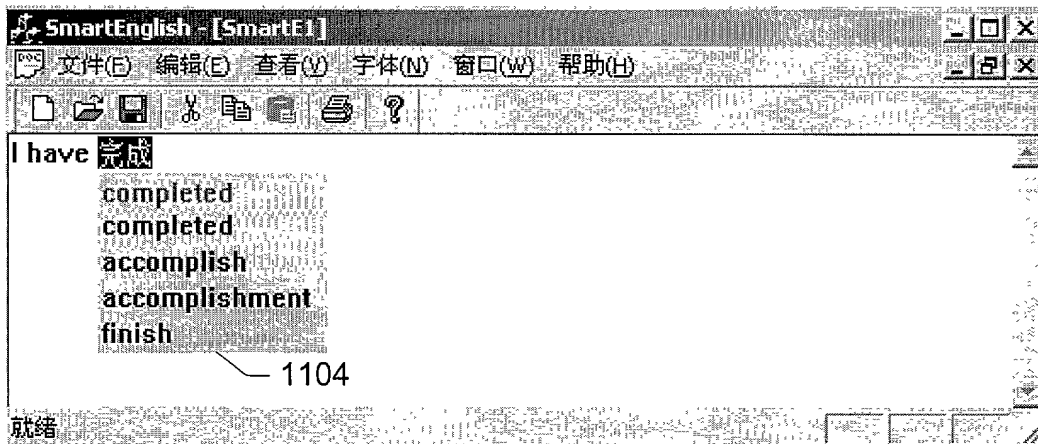 SmartEnglish - [SmartE1]
文件(F) 编辑(E) 查看(V) 字体(N) 窗口(W) 帮助(H)
I have 完成
completed
completed
accomplish
accomplishment
finish
1104
就绪